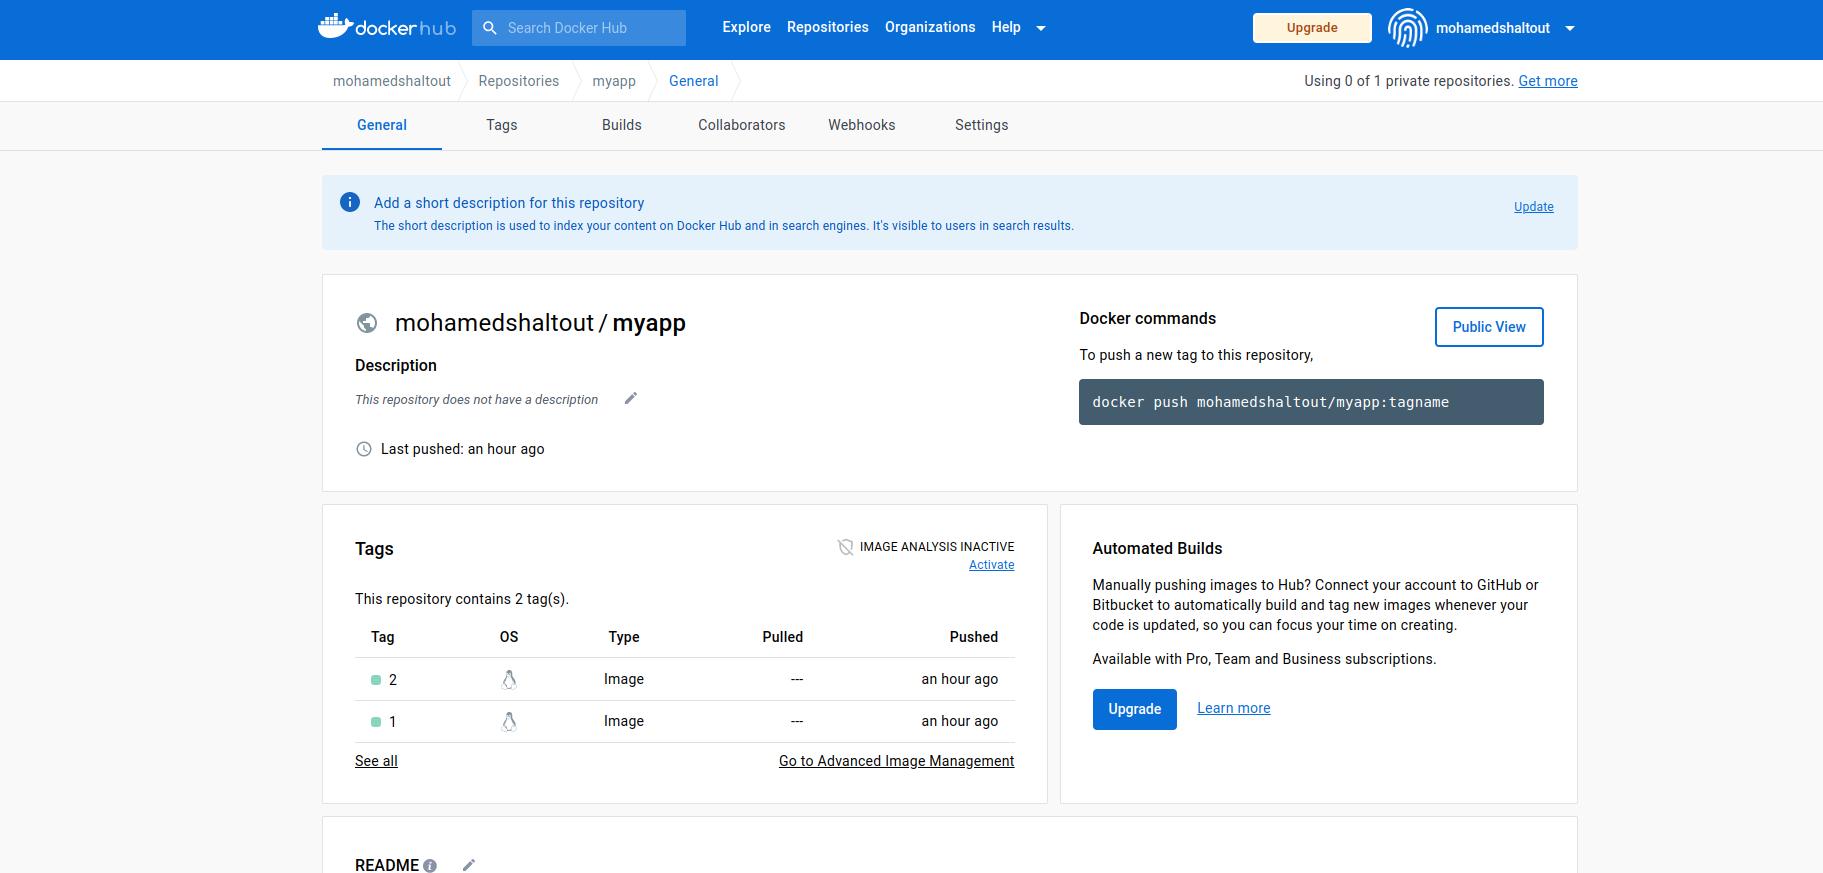 docker hub
Search Docker Hub
Explore Repositories Organizations Help
Upgrade
mohamedshaltout
mohamedshaltout Repositories myapp General
Using 0 of 1 private repositories. Get more
General Tags Builds Collaborators Webhooks Settings
Add a short description for this repository
The short description is used to index your content on Docker Hub and in search engines. It's visible to users in search results.
Update
mohamedshaltout / myapp
Description
This repository does not have a description
Last pushed: an hour ago
Docker commands
Public View
To push a new tag to this repository,
docker push mohamedshaltout/myapp:tagname
Tags
IMAGE ANALYSIS INACTIVE
Activate
This repository contains 2 tag(s).
Tag OS Type Pulled Pushed
2 Image --- an hour ago
1 Image --- an hour ago
See all
Go to Advanced Image Management
Automated Builds
Manually pushing images to Hub? Connect your account to GitHub or
Bitbucket to automatically build and tag new images whenever your
code is updated, so you can focus your time on creating.
Available with Pro, Team and Business subscriptions.
Upgrade Learn more
README